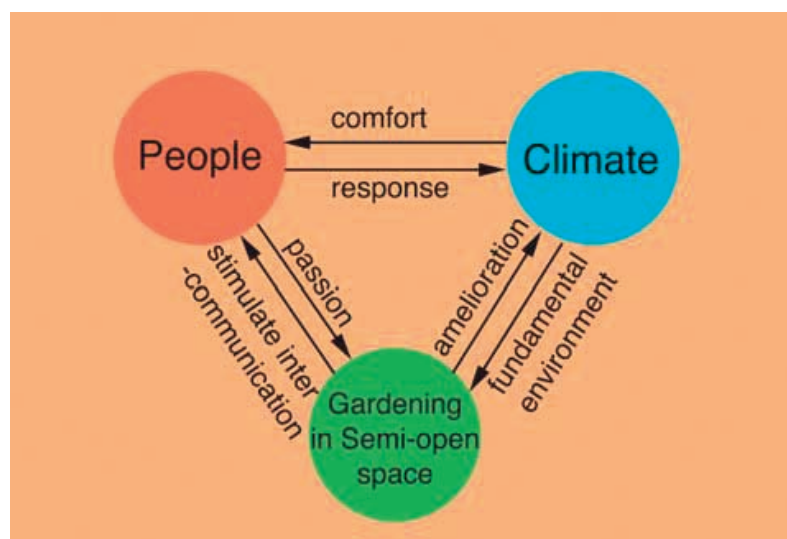 People
comfort
response
Climate
passion
stimulate inter
-communication
amelioration
fundamental
environment
Gardening
in Semi-open
space